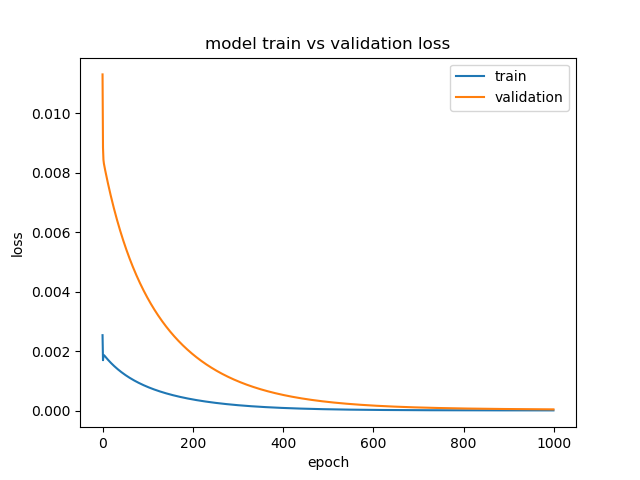 model train vs validation loss
train
validation
0.010
0.008
0.006
0.004
0.002
0.000
loss
0 200 400 600 800 1000
epoch